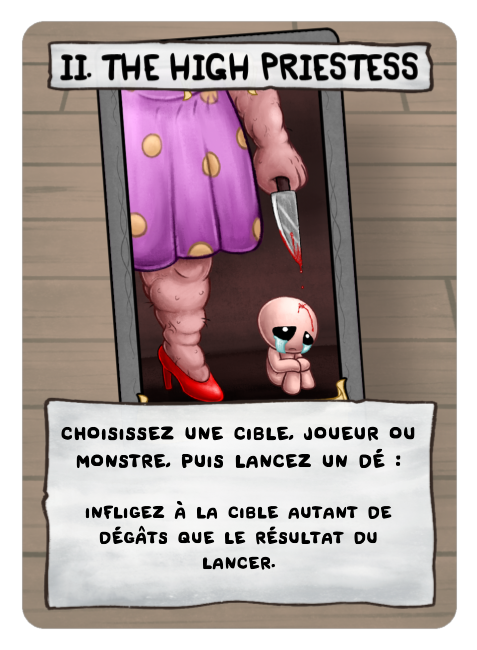 II. THE HIGH PRIESTESS
CHOISISSEZ UNE CIBLE, JOUEUR OU
MONSTRE, PUIS LANCEZ UN DÉ :
INFLIGEZ À LA CIBLE AUTANT DE
DÉGÂTS QUE LE RÉSULTAT DU
LANCER.